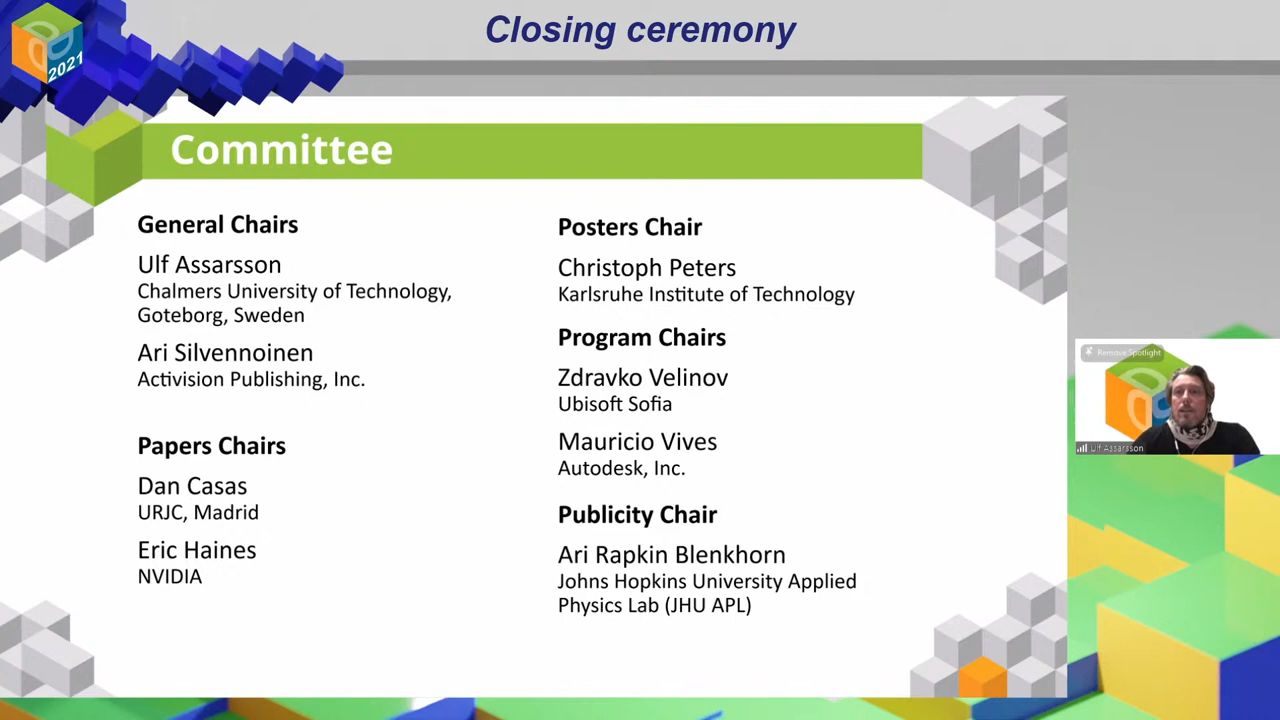 Closing ceremony
2021
Committee
General Chairs
Ulf Assarsson
Chalmers University of Technology,
Goteborg, Sweden
Ari Silvennoinen
Activision Publishing, Inc.
Papers Chairs
Dan Casas
URJC, Madrid
Eric Haines
NVIDIA
Posters Chair
Christoph Peters
Karlsruhe Institute of Technology
Program Chairs
Zdravko Velinov
Ubisoft Sofia
Mauricio Vives
Autodesk, Inc.
Publicity Chair
Ari Rapkin Blenkhorn
Johns Hopkins University Applied
Physics Lab (JHU APL)
Remove Spotlight
Ulf Assarsson